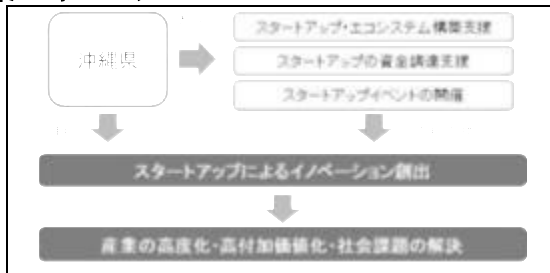 スタートアップ・エコシステム構築支援
沖縄県
スタートアップの資金調達支援
スタートアップイベントの開催
スタートアップによるイノベーション創出
産業の高度化・高付加価値化・社会課題の解決